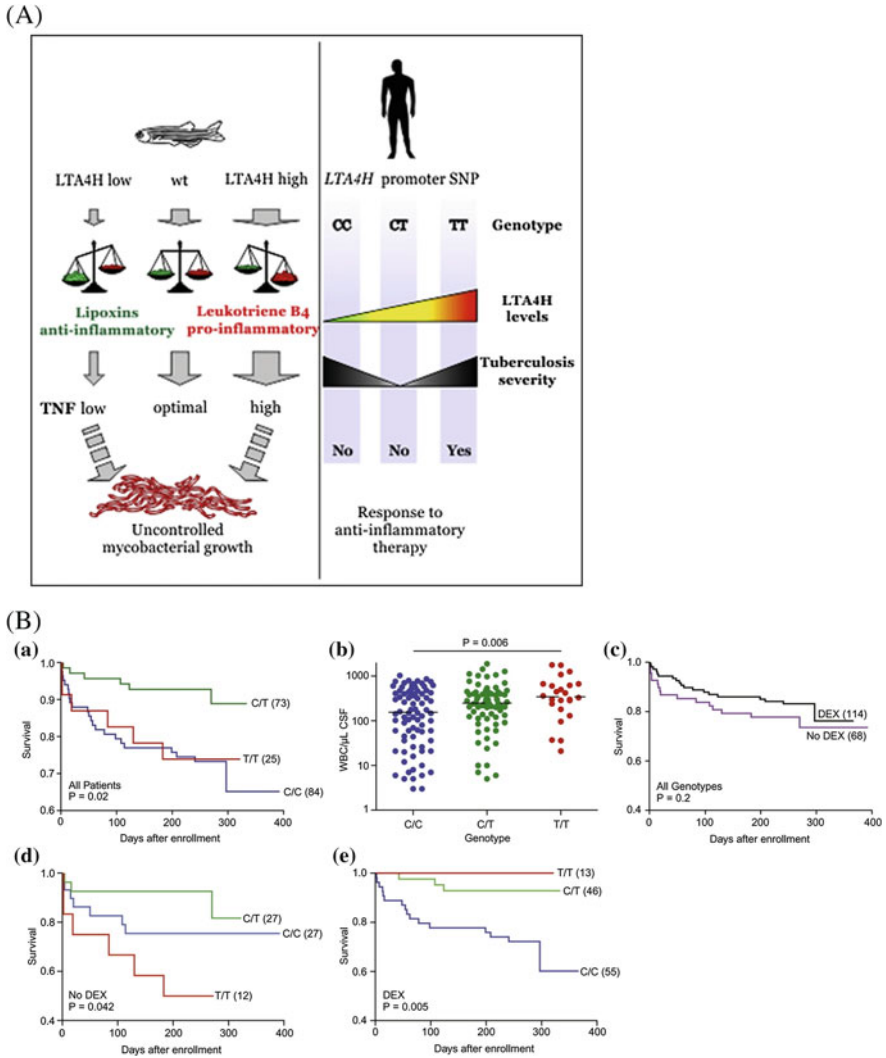 (A)
LTA4H low
wt
LTA4H high
Lipoxins
anti-inflammatory
Leukotriene B4
pro-inflammatory
TNF low
optimal
high
Uncontrolled
mycobacterial growth
LTA4H promoter SNP
CC
CT
TT
Genotype
LTA4H
levels
Tuberculosis
severity
No
No
Yes
Response to
anti-inflammatory
therapy
(B)
(a)
Survival
1.0
0.9
0.8
0.7
0.6
0.5
0.4
C/T (73)
T/T (25)
C/C (84)
All Patients
P = 0.02
0
100
200
300
400
Days after enrollment
(b)
P = 0.006
WBC/µL CSF
1000
100
10
1
C/C
C/T
T/T
Genotype
(c)
Survival
1.0
0.8
0.6
0.4
DEX (114)
No DEX (68)
All Genotypes
P = 0.2
0
100
200
300
400
Days after enrollment
(d)
Survival
1.0
0.8
0.6
0.4
C/T (27)
C/C (27)
T/T (12)
No DEX
P = 0.042
0
100
200
300
400
Days after enrollment
(e)
Survival
1.0
0.8
0.6
0.4
T/T (13)
C/T (46)
C/C (55)
DEX
P = 0.005
0
100
200
300
400
Days after enrollment